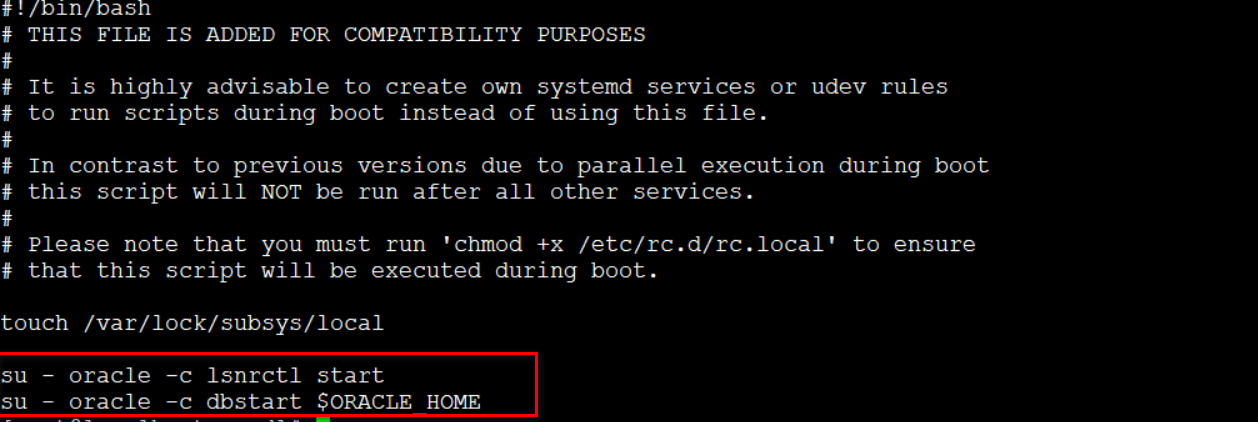 #!/bin/bash
# THIS FILE IS ADDED FOR COMPATIBILITY PURPOSES
#
# It is highly advisable to create own systemd services or udev rules
# to run scripts during boot instead of using this file.
#
# In contrast to previous versions due to parallel execution during boot
# this script will NOT be run after all other services.
#
# Please note that you must run 'chmod +x /etc/rc.d/rc.local' to ensure
# that this script will be executed during boot.
touch /var/lock/subsys/local
su - oracle -c lsnrctl start
su - oracle -c dbstart $ORACLE_HOME